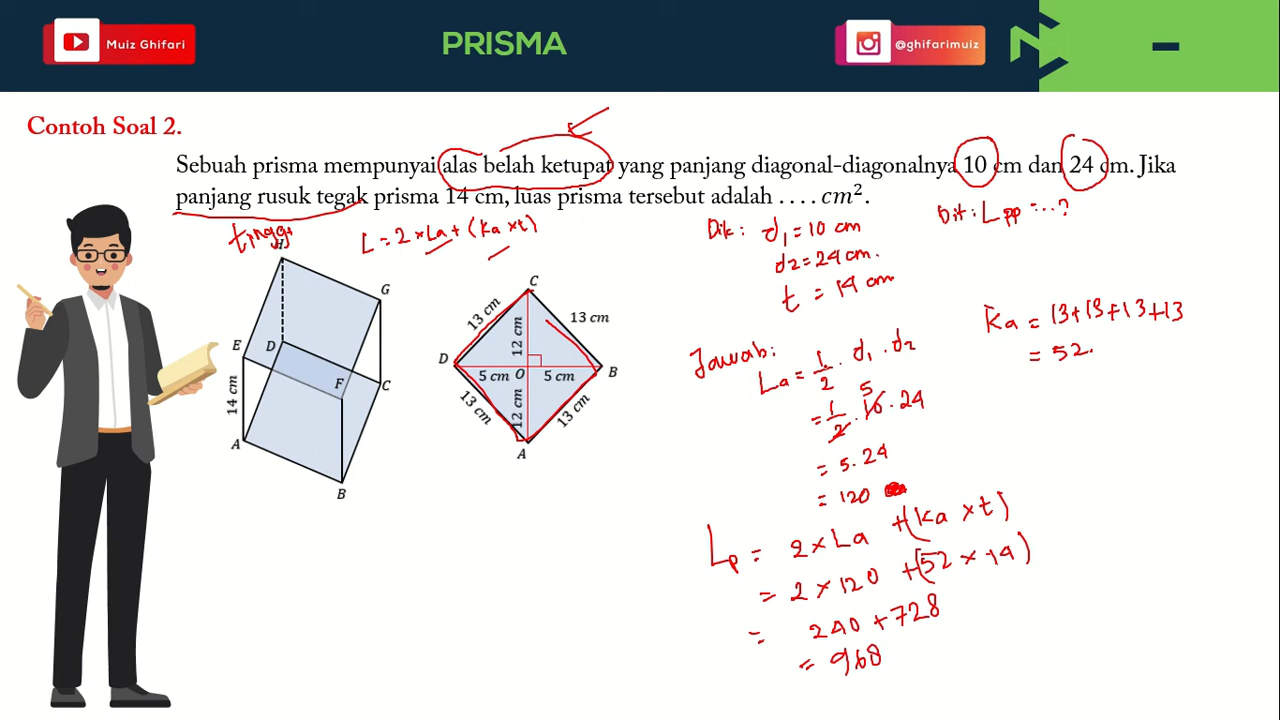 Muiz Ghifari
PRISMA
@ghifarimuiz
Contoh Soal 2.
Sebuah prisma mempunyai alas belah ketupat yang panjang diagonal-diagonalnya 10 cm dan 24 cm. Jika
panjang rusuk tegak prisma 14 cm, luas prisma tersebut adalah . . . . cm².
tinggi
L = 2 × La + (Ka × t)
Dik : d1 = 10 cm
d2 = 24 cm.
t = 14 cm
Dit : Lpp = ... ?
H
G
E
D
F
C
14 cm
A
B
C
13 cm
13 cm
12 cm
D
5 cm
O
5 cm
B
13 cm
12 cm
13 cm
A
Ka = 13 + 13 + 13 + 13
= 52.
Jawab :
La = 1/2 . d1 . d2
5
= 1/2 . 10 . 24
= 5 . 24
= 120
Lp = 2 × La + (Ka × t)
= 2 × 120 + (52 × 14)
= 240 + 728
= 968